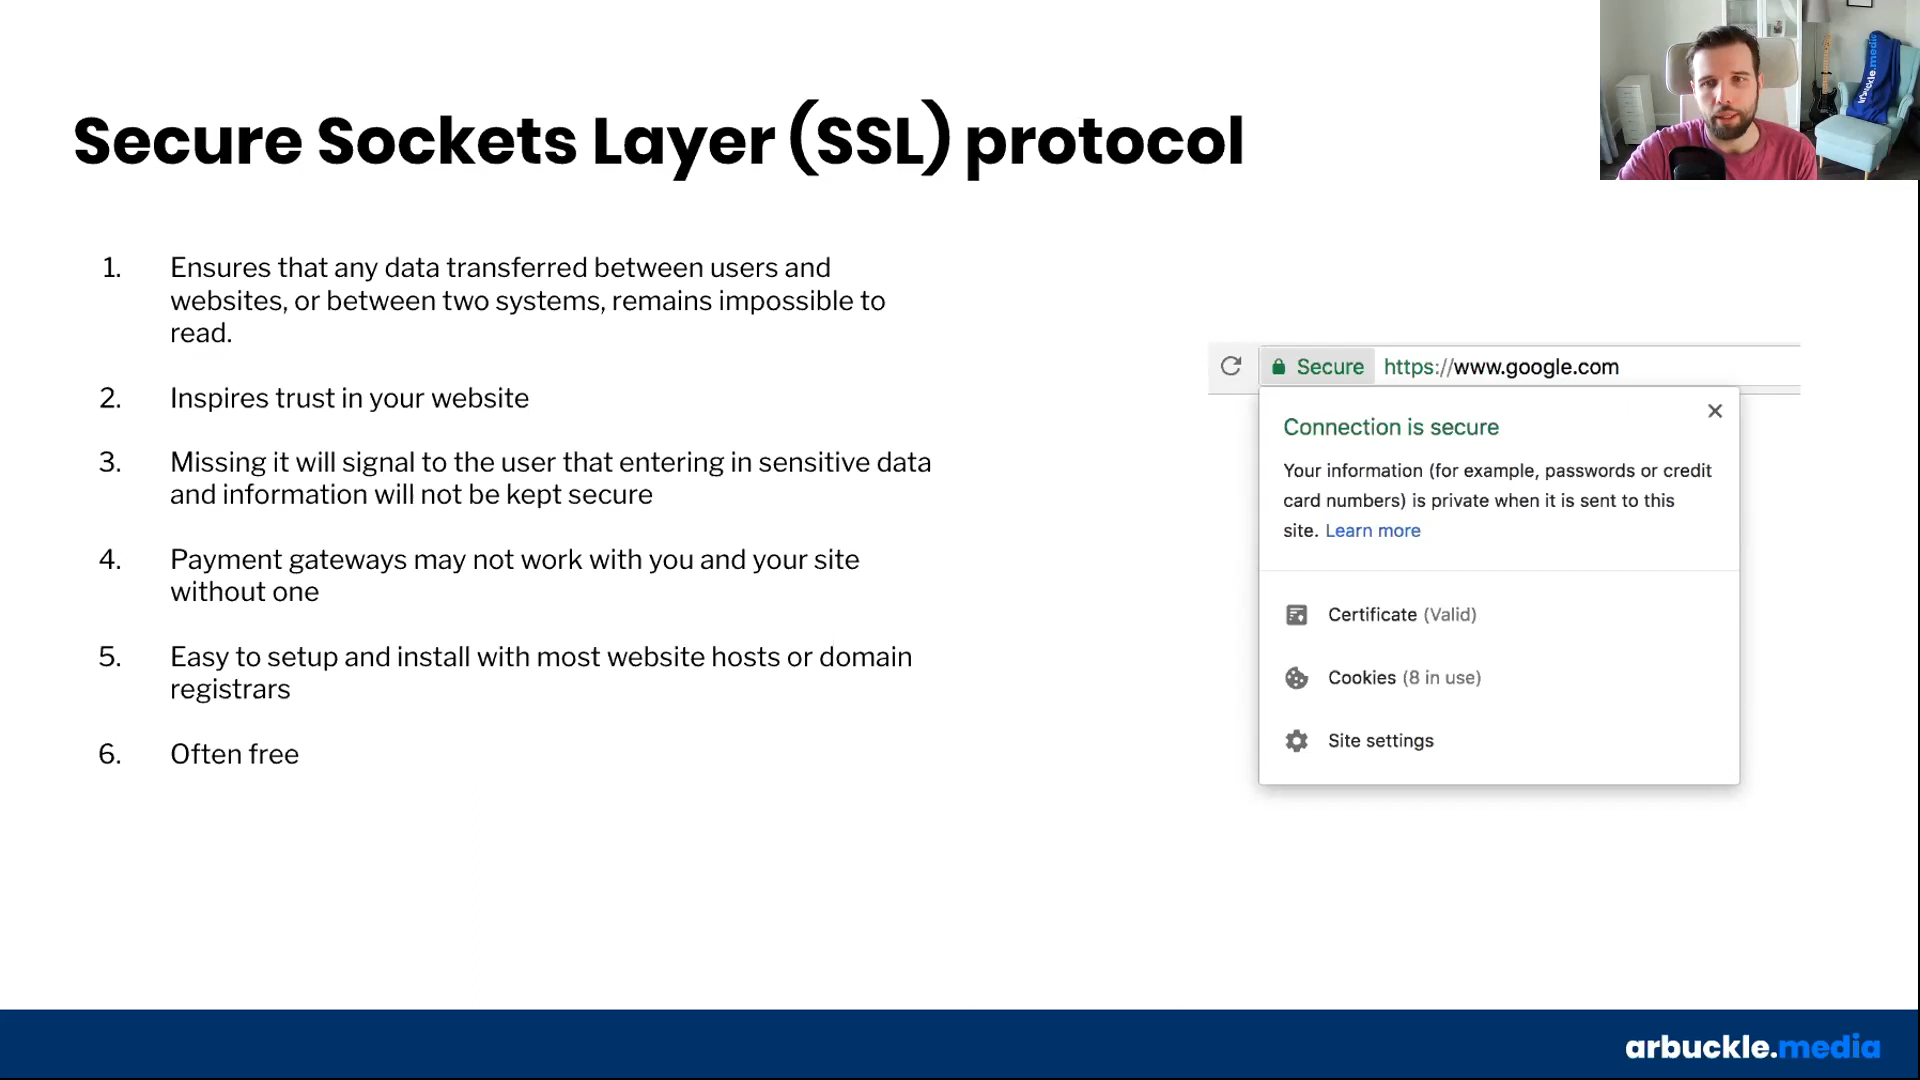 Secure Sockets Layer (SSL) protocol
1. Ensures that any data transferred between users and
websites, or between two systems, remains impossible to
read.
2. Inspires trust in your website
3. Missing it will signal to the user that entering in sensitive data
and information will not be kept secure
4. Payment gateways may not work with you and your site
without one
5. Easy to setup and install with most website hosts or domain
registrars
6. Often free
arbuckle.media
Secure https://www.google.com
Connection is secure
Your information (for example, passwords or credit
card numbers) is private when it is sent to this
site. Learn more
Certificate (Valid)
Cookies (8 in use)
Site settings
arbuckle.media